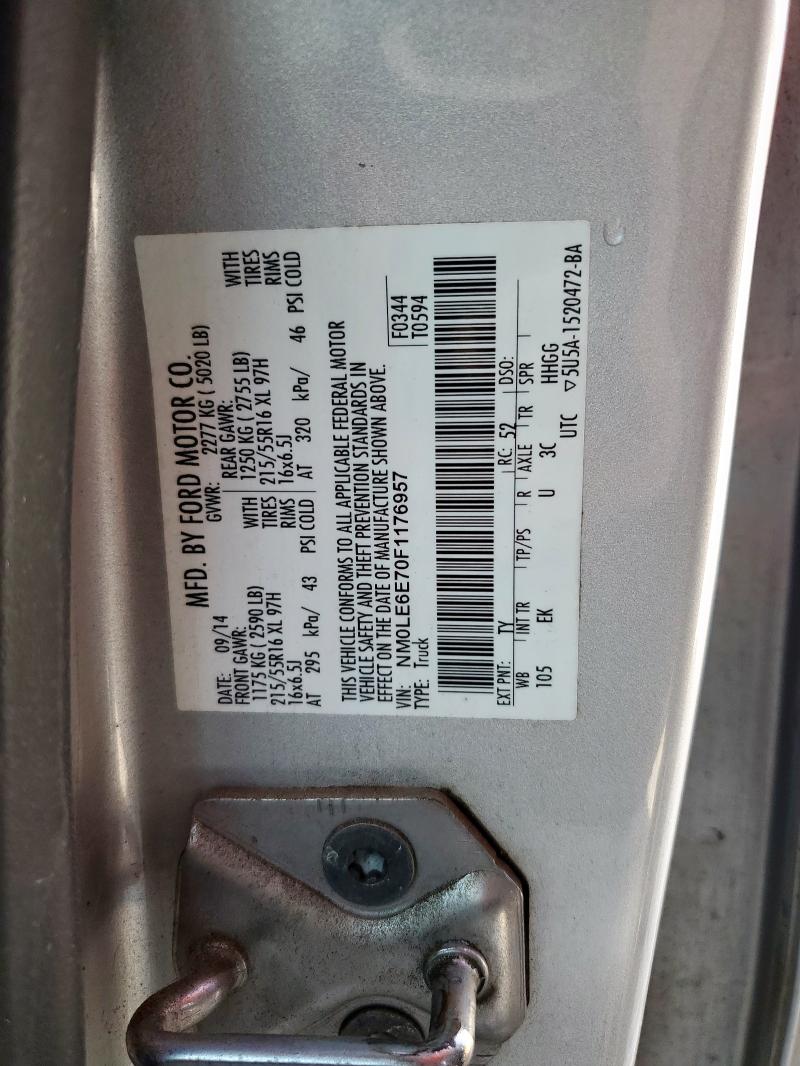 MFD. BY FORD MOTOR CO.
DATE: 09/14 GVWR: 2277 KG ( 5020 LB)
FRONT GAWR: REAR GAWR:
1175 KG ( 2590 LB) WITH 1250 KG ( 2755 LB) WITH
215/55R16 XL 97H TIRES 215/55R16 XL 97H TIRES
16x6.5J RIMS 16x6.5J RIMS
AT 295 kPa/ 43 PSI COLD AT 320 kPa/ 46 PSI COLD
THIS VEHICLE CONFORMS TO ALL APPLICABLE FEDERAL MOTOR
VEHICLE SAFETY AND THEFT PREVENTION STANDARDS IN
EFFECT ON THE DATE OF MANUFACTURE SHOWN ABOVE.
VIN: NM0LE6E70F1176957 F0344
TYPE: Truck T0594
EXT PNT: TY RC: 52 DSO:
WB INT TR TP/PS R AXLE TR SPR
105 EK U 3C HHGG
UTC ▽5U5A-1520472-BA